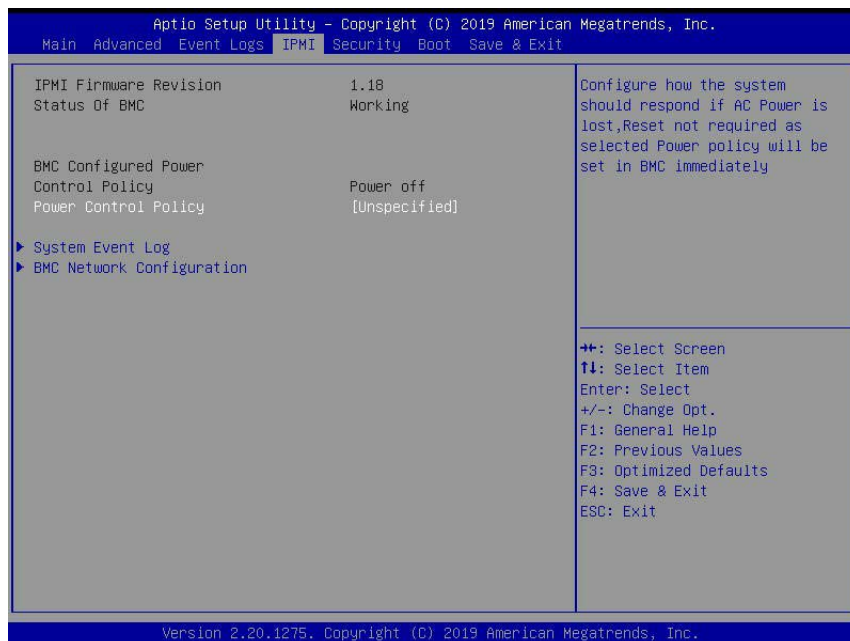 Aptio Setup Utility – Copyright (C) 2019 American Megatrends, Inc.
Main Advanced Event Logs IPMI Security Boot Save & Exit
IPMI Firmware Revision 1.18
Status Of BMC Working
BMC Configured Power
Control Policy Power off
Power Control Policy [Unspecified]
▶ System Event Log
▶ BMC Network Configuration
Configure how the system
should respond if AC Power is
lost,Reset not required as
selected Power policy will be
set in BMC immediately
→←: Select Screen
↑↓: Select Item
Enter: Select
+/-: Change Opt.
F1: General Help
F2: Previous Values
F3: Optimized Defaults
F4: Save & Exit
ESC: Exit
Version 2.20.1275. Copyright (C) 2019 American Megatrends, Inc.